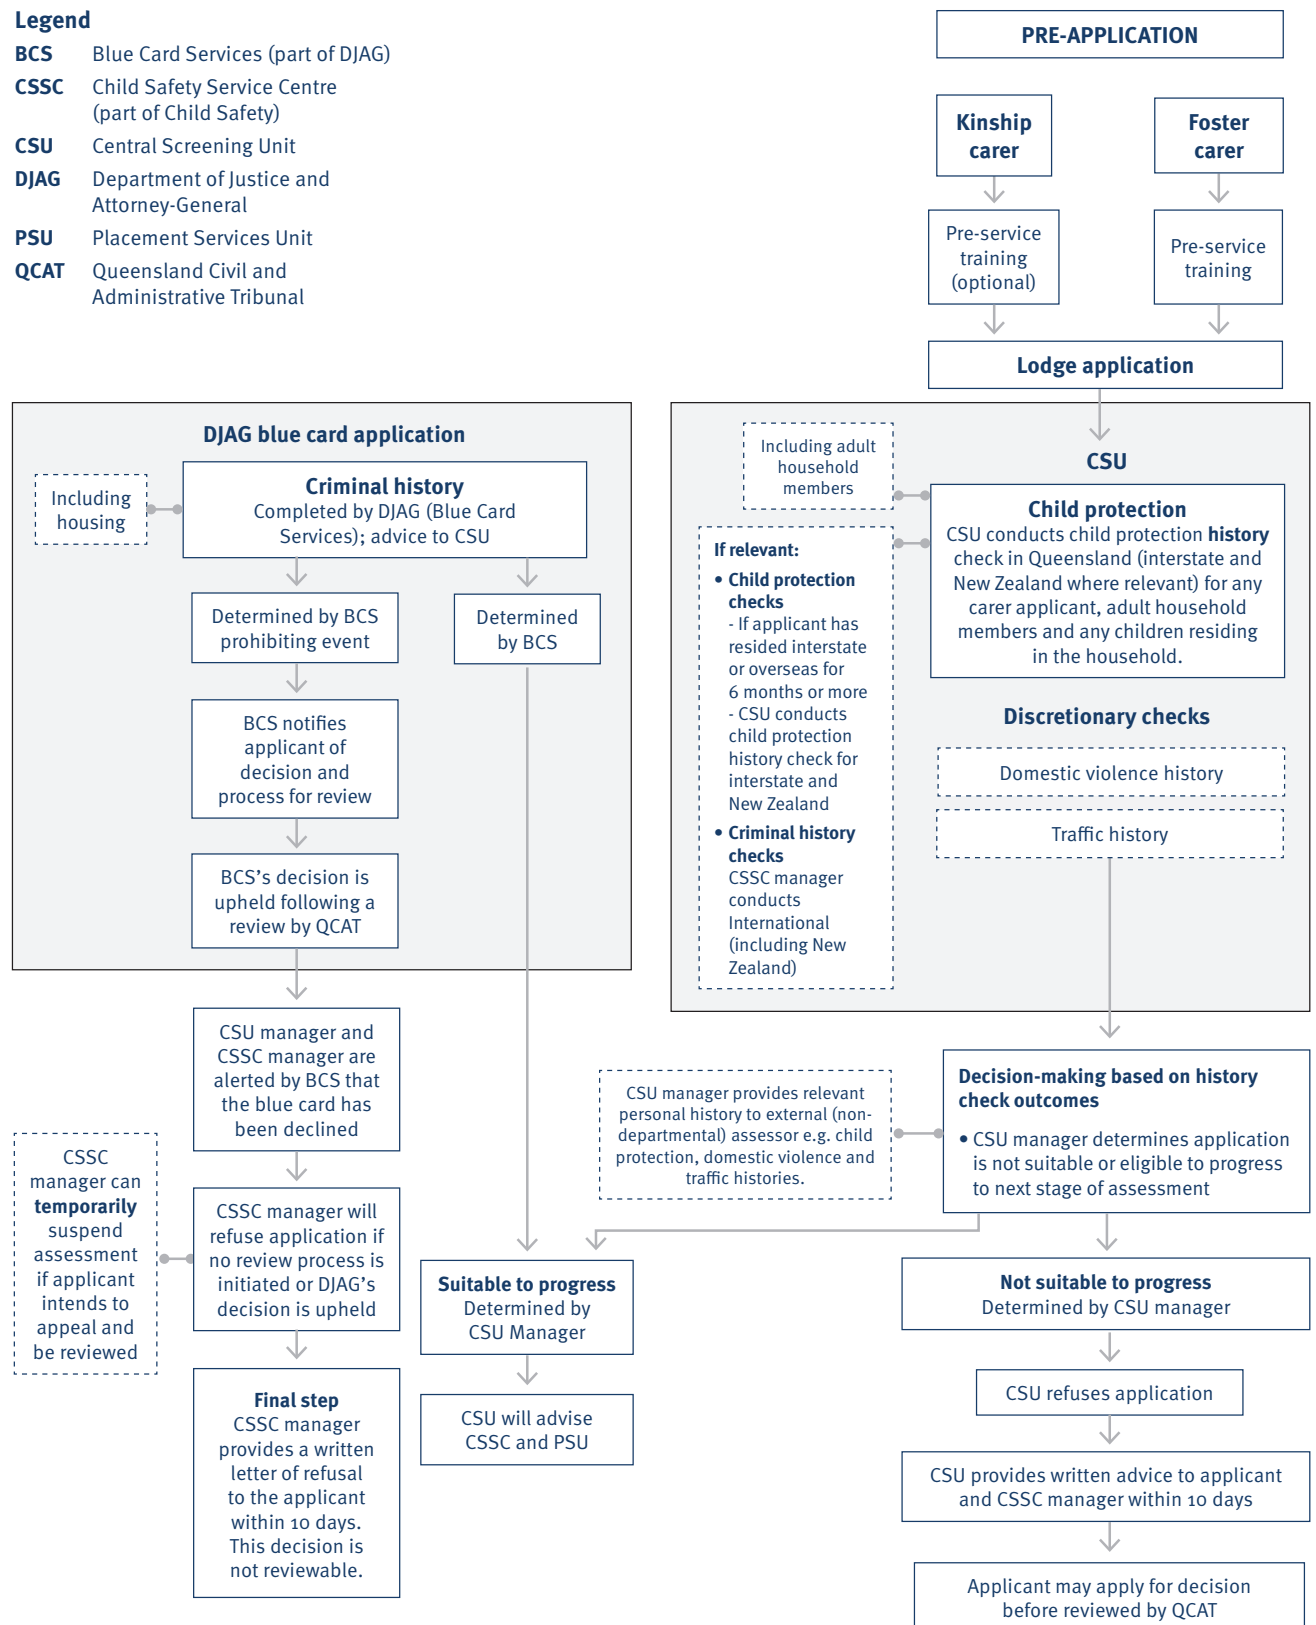 Legend
BCS Blue Card Services (part of DJAG)
CSSC Child Safety Service Centre
(part of Child Safety)
CSU Central Screening Unit
DJAG Department of Justice and
Attorney-General
PSU Placement Services Unit
QCAT Queensland Civil and
Administrative Tribunal
PRE-APPLICATION
Kinship
carer
Foster
carer
Pre-service
training
(optional)
Pre-service
training
Lodge application
DJAG blue card application
Including
housing
Criminal history
Completed by DJAG (Blue Card
Services); advice to CSU
Determined by BCS
prohibiting event
Determined
by BCS
BCS notifies
applicant of
decision and
process for review
BCS’s decision is
upheld following a
review by QCAT
CSU manager and
CSSC manager are
alerted by BCS that
the blue card has
been declined
CSSC
manager can
temporarily
suspend
assessment
if applicant
intends to
appeal and
be reviewed
CSSC manager will
refuse application if
no review process is
initiated or DJAG’s
decision is upheld
Final step
CSSC manager
provides a written
letter of refusal
to the applicant
within 10 days.
This decision is
not reviewable.
CSU
Including adult
household
members
Child protection
CSU conducts child protection history
check in Queensland (interstate and
New Zealand where relevant) for any
carer applicant, adult household
members and any children residing
in the household.
If relevant:
• Child protection
checks
- If applicant has
resided interstate
or overseas for
6 months or more
- CSU conducts
child protection
history check for
interstate and
New Zealand
• Criminal history
checks
CSSC manager
conducts
International
(including New
Zealand)
Discretionary checks
Domestic violence history
Traffic history
CSU manager provides relevant
personal history to external (non-
departmental) assessor e.g. child
protection, domestic violence and
traffic histories.
Decision-making based on history
check outcomes
• CSU manager determines application
is not suitable or eligible to progress
to next stage of assessment
Suitable to progress
Determined by
CSU Manager
CSU will advise
CSSC and PSU
Not suitable to progress
Determined by CSU manager
CSU refuses application
CSU provides written advice to applicant
and CSSC manager within 10 days
Applicant may apply for decision
before reviewed by QCAT